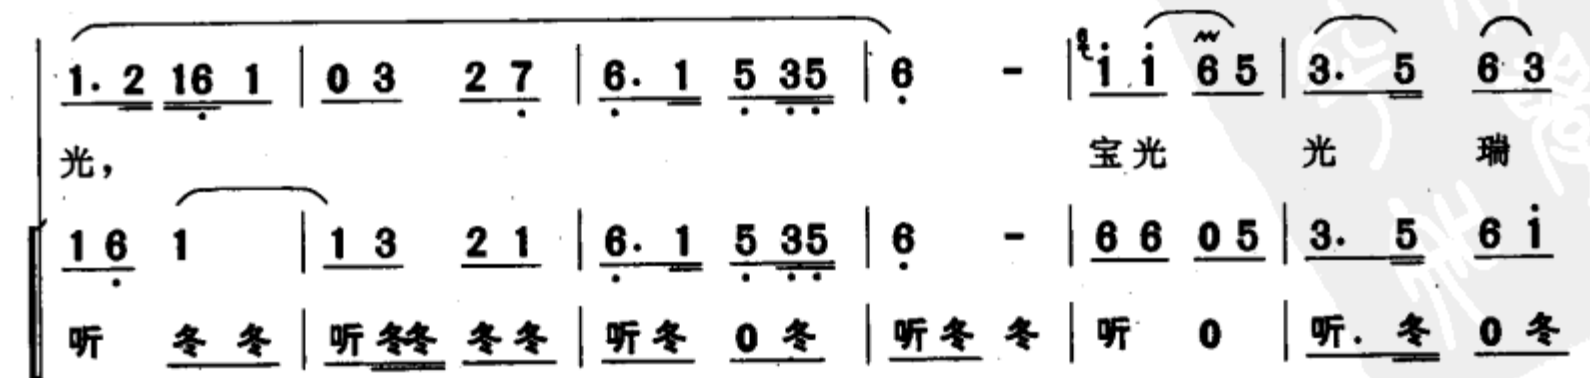 1. 2 16 1 | 0 3 2 7 | 6. 1 5 35 | 6 - | i i 6 5 | 3. 5 6 3
光， 宝 光 光 瑞
1 6 1 | 1 3 2 1 | 6. 1 5 35 | 6 - | 6 6 0 5 | 3. 5 6 i
听 冬 冬 | 听 冬冬 冬 冬 | 听 冬 0 冬 | 听 冬 冬 | 听 0 | 听. 冬 0 冬